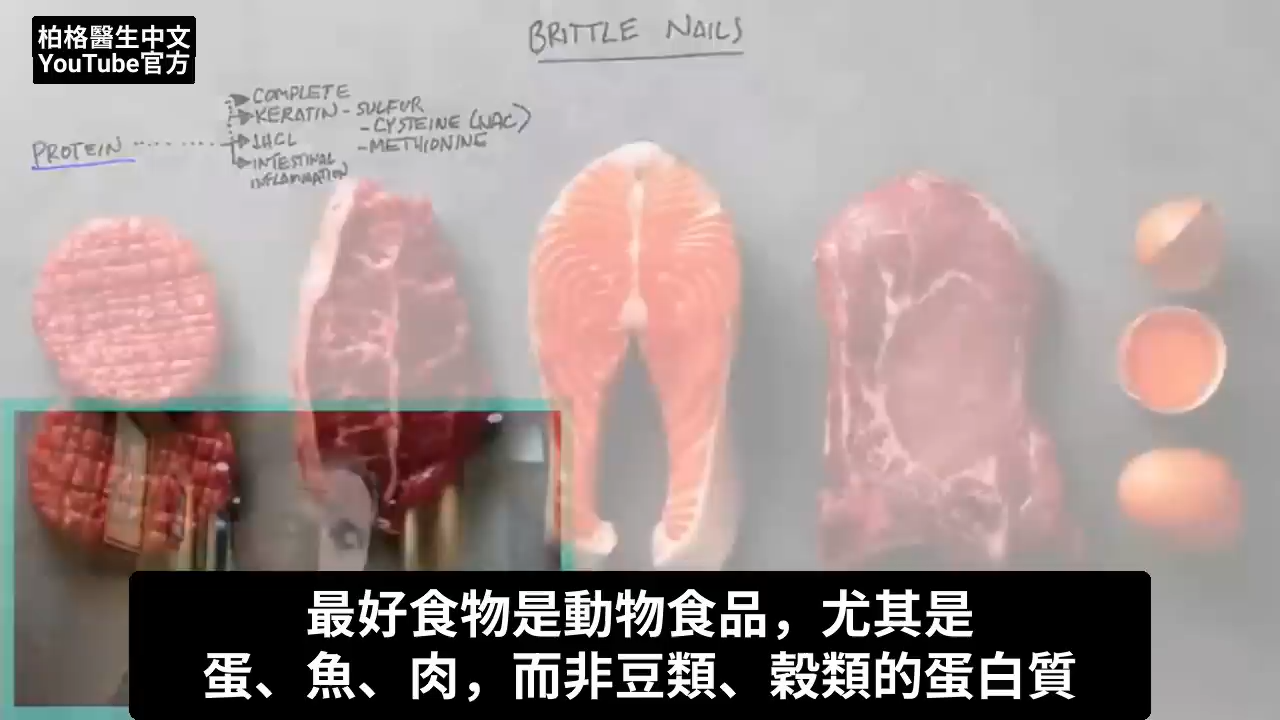 柏格醫生中文
YouTube官方
BRITTLE NAILS
COMPLETE
KERATIN - SULFUR
- CYSTEINE (NAC)
- METHIONINE
PROTEIN
↓HCL
INTESTINAL
INFLAMMATION
最好食物是動物食品，尤其是
蛋、魚、肉，而非豆類、穀類的蛋白質